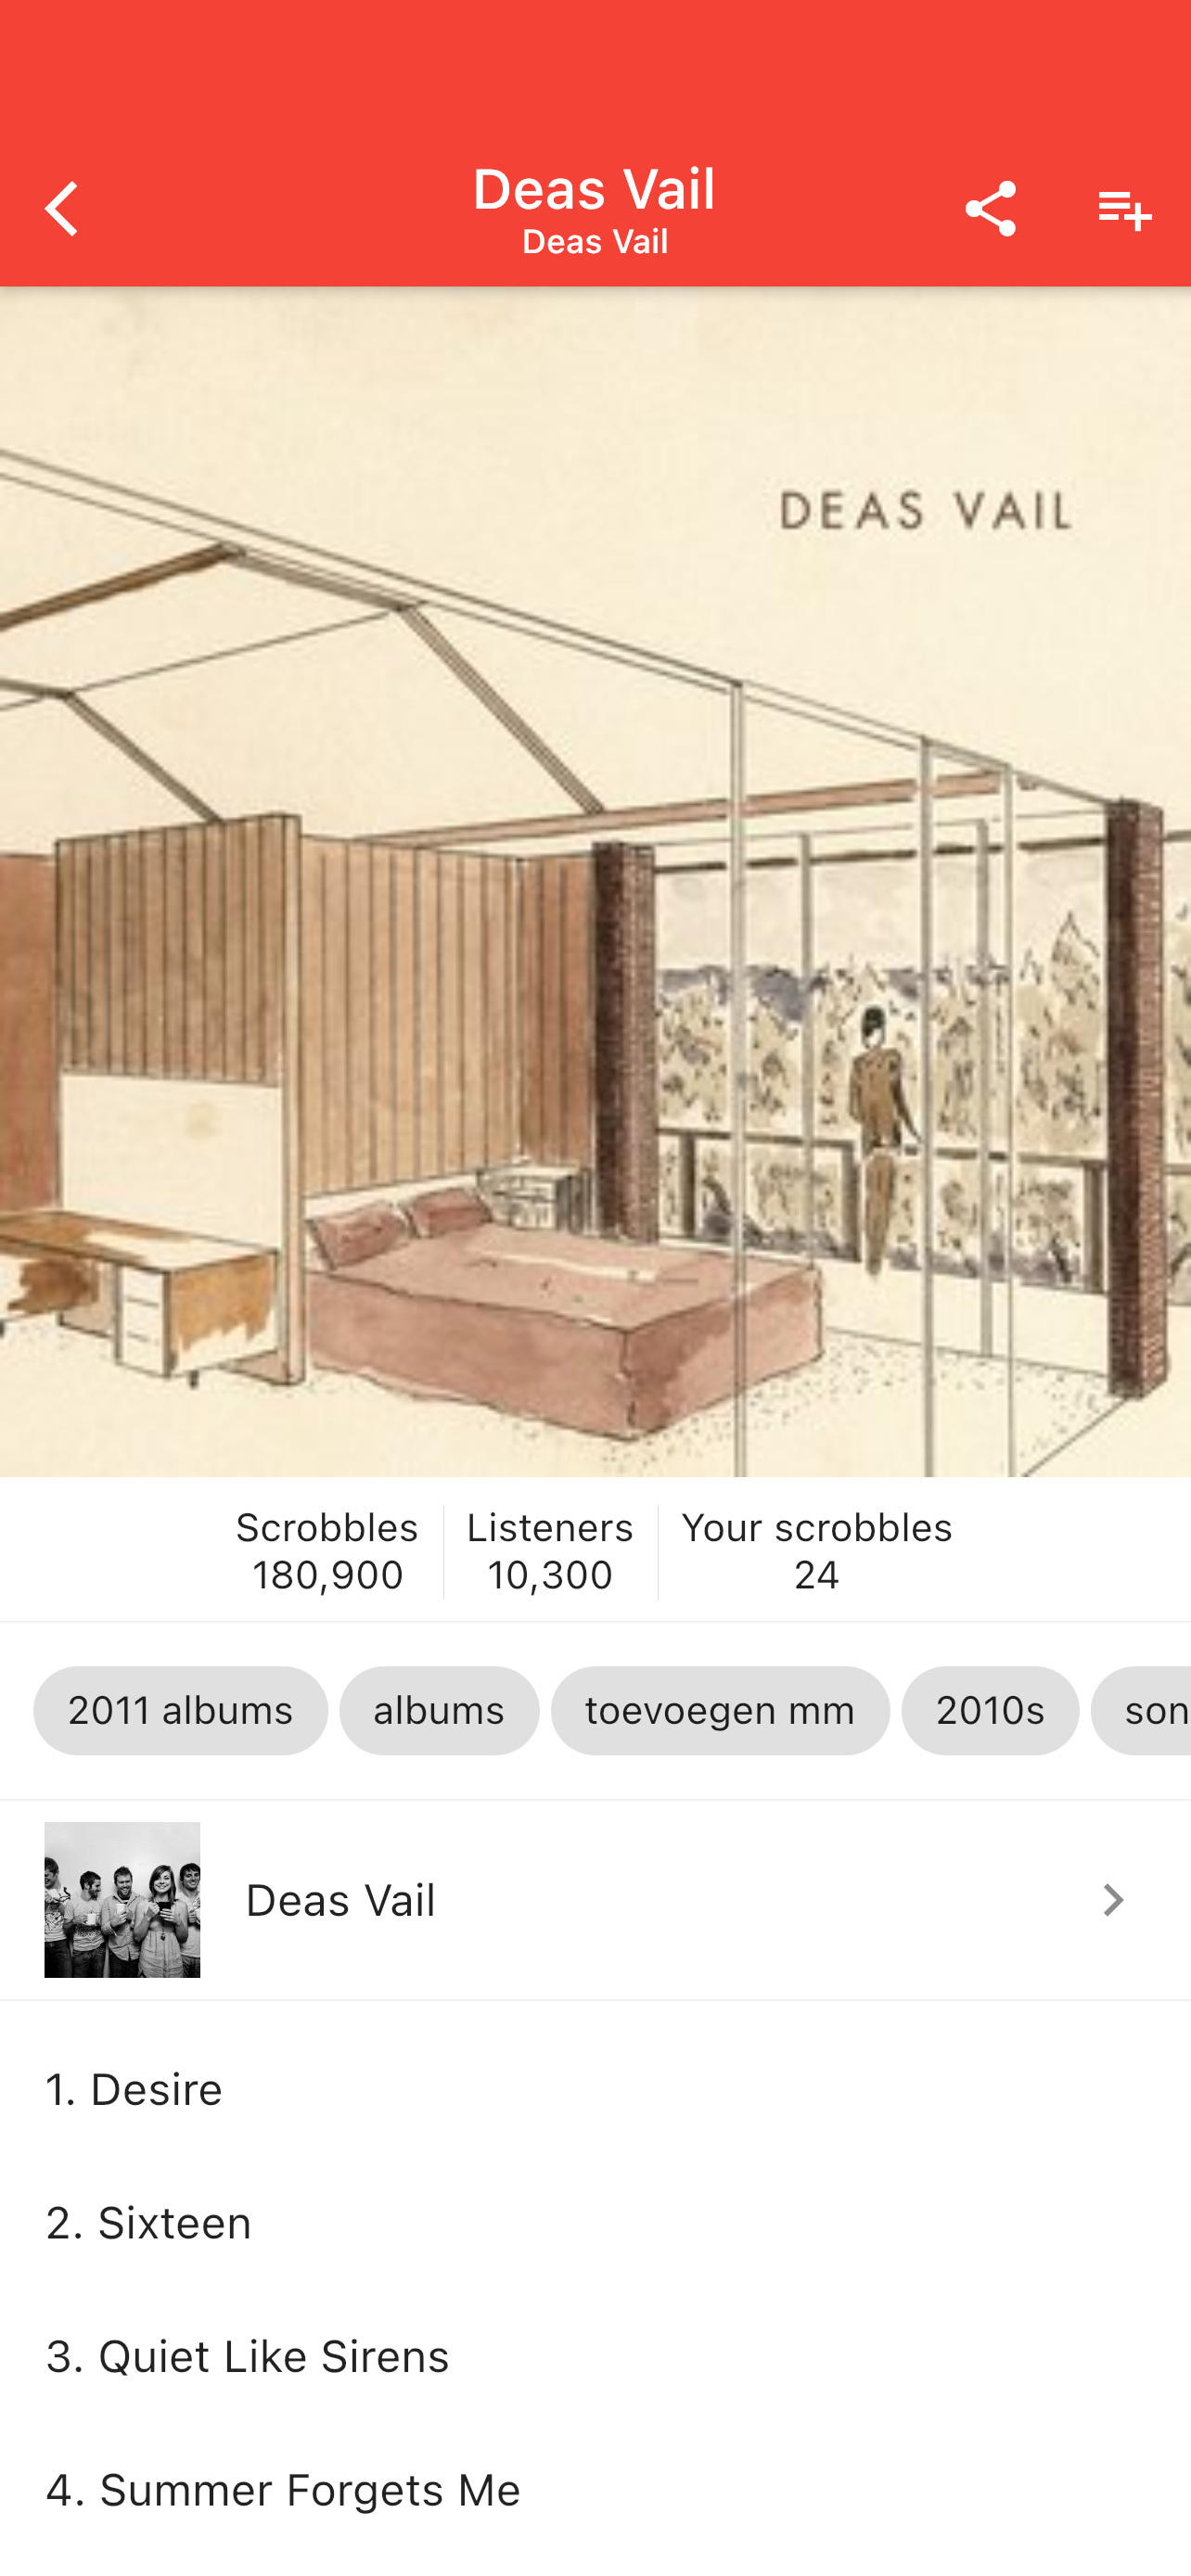 Deas Vail
Deas Vail
DEAS VAIL
Scrobbles
180,900
Listeners
10,300
Your scrobbles
24
2011 albums
albums
toevoegen mm
2010s
son
Deas Vail
1. Desire
2. Sixteen
3. Quiet Like Sirens
4. Summer Forgets Me